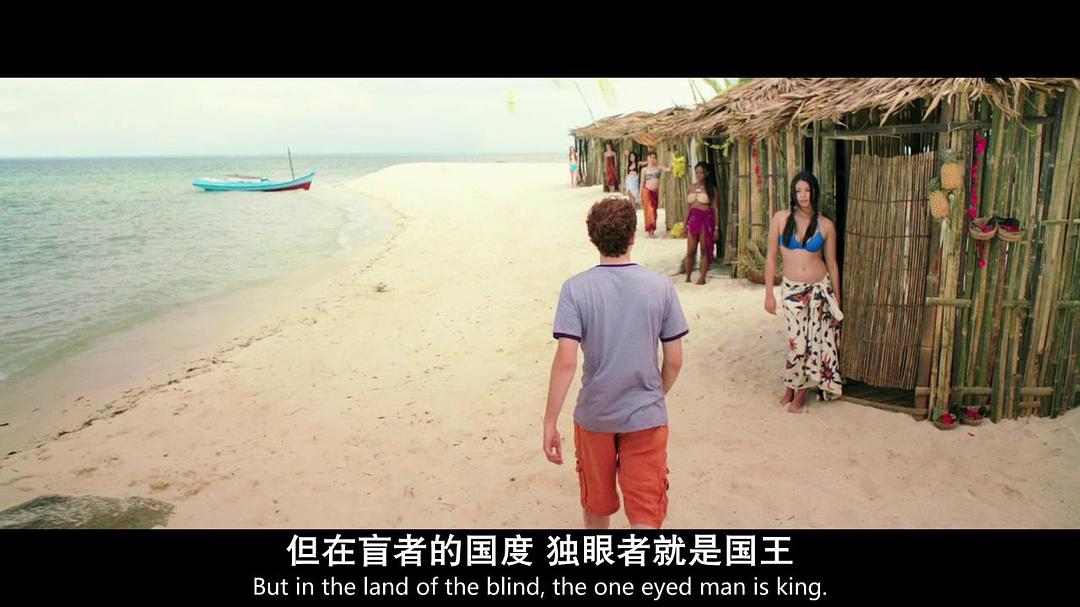 但在盲者的国度 独眼者就是国王
But in the land of the blind, the one eyed man is king.